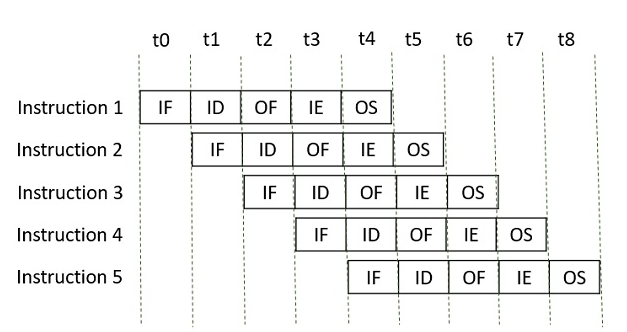 t0 t1 t2 t3 t4 t5 t6 t7 t8
Instruction 1 IF ID OF IE OS
Instruction 2 IF ID OF IE OS
Instruction 3 IF ID OF IE OS
Instruction 4 IF ID OF IE OS
Instruction 5 IF ID OF IE OS